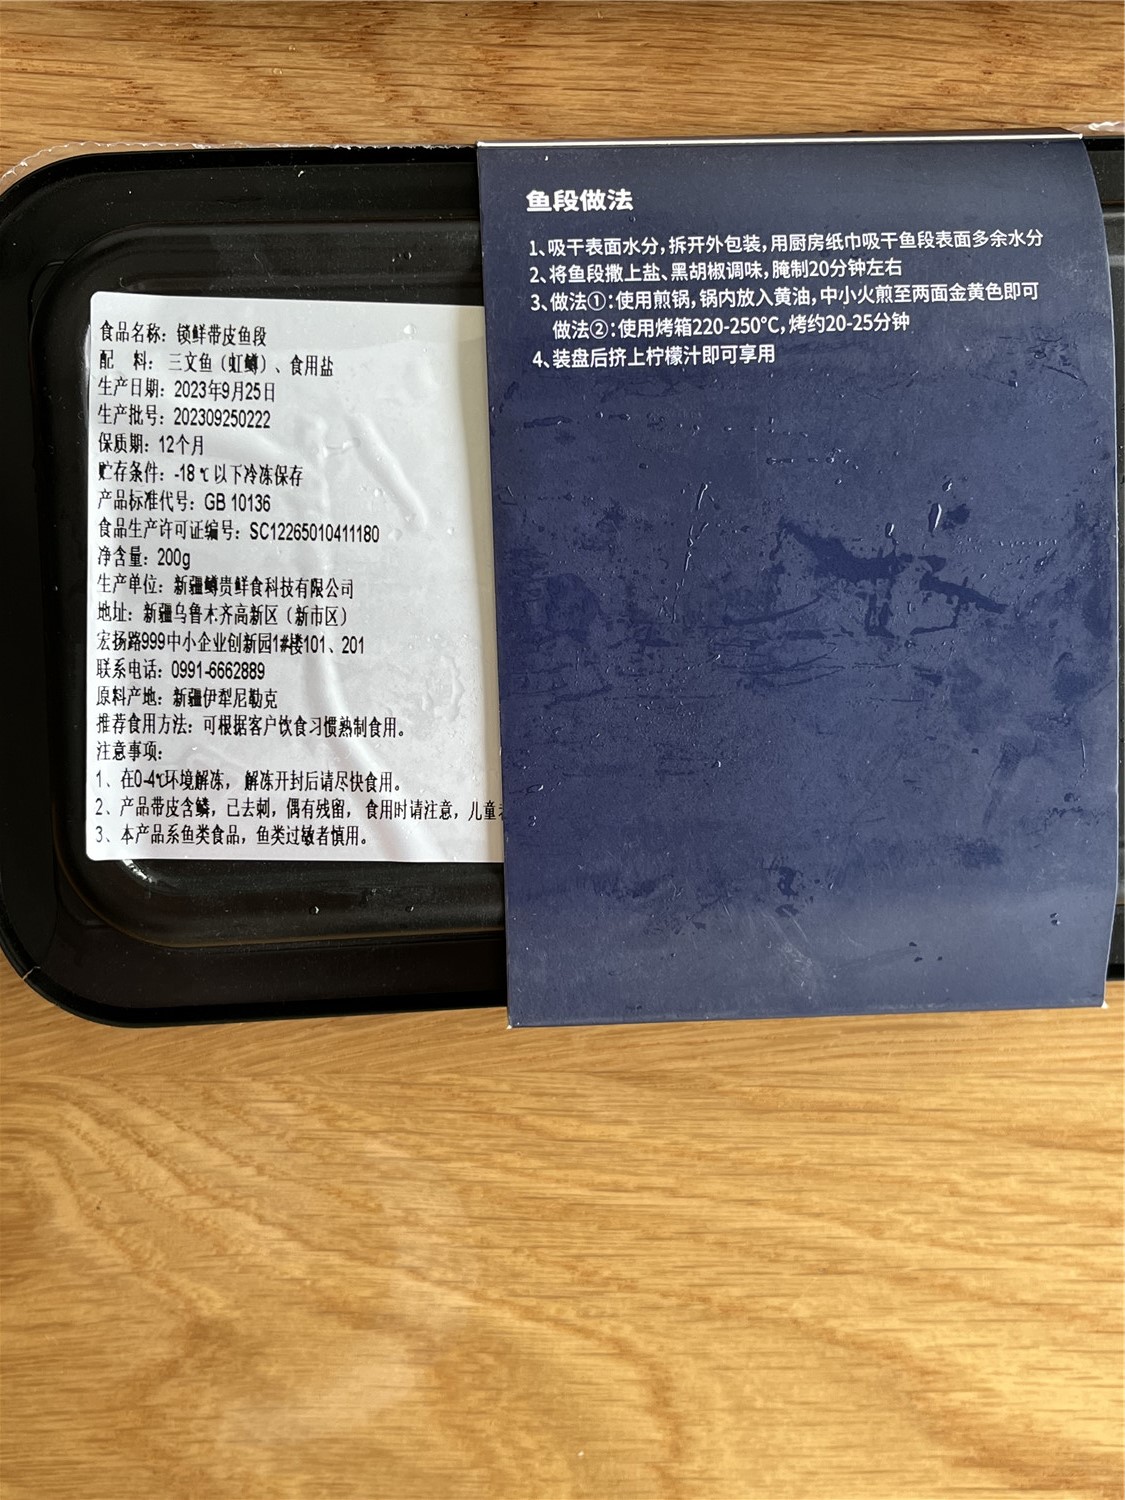 食品名称：锁鲜带皮鱼段
配 料：三文鱼（虹鳟）、食用盐
生产日期：2023年9月25日
生产批号：202309250222
保质期：12个月
贮存条件：-18℃以下冷冻保存
产品标准代号：GB 10136
食品生产许可证编号：SC12265010411180
净含量：200g
生产单位：新疆鳟贵鲜食科技有限公司
地址：新疆乌鲁木齐高新区（新市区）
宏扬路999中小企业创新园1#楼101、201
联系电话：0991-6662889
原料产地：新疆伊犁尼勒克
推荐食用方法：可根据客户饮食习惯熟制食用。
注意事项：
1、在0-4℃环境解冻，解冻开封后请尽快食用。
2、产品带皮含鳞，已去刺，偶有残留，食用时请注意，儿童
3、本产品系鱼类食品，鱼类过敏者慎用。
鱼段做法
1、吸干表面水分，拆开外包装，用厨房纸巾吸干鱼段表面多余水分
2、将鱼段撒上盐、黑胡椒调味，腌制20分钟左右
3、做法①：使用煎锅，锅内放入黄油，中小火煎至两面金黄色即可
做法②：使用烤箱220-250°C，烤约20-25分钟
4、装盘后挤上柠檬汁即可享用